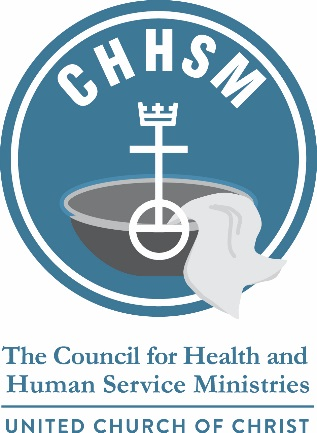 CHHSM
The Council for Health and
Human Service Ministries
UNITED CHURCH OF CHRIST